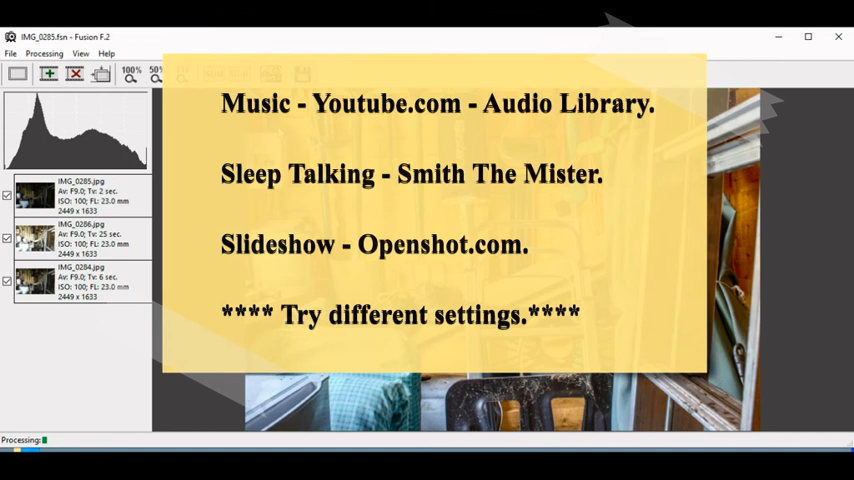 IMG_0285.fsn - Fusion F.2
File Processing View Help
100% 50%
Music - Youtube.com - Audio Library.
Sleep Talking - Smith The Mister.
Slideshow - Openshot.com.
**** Try different settings.****
IMG_0285.jpg
Av: F9.0; Tv: 2 sec.
ISO: 100; FL: 23.0 mm
2449 x 1633
IMG_0286.jpg
Av: F9.0; Tv: 25 sec.
ISO: 100; FL: 23.0 mm
2449 x 1633
IMG_0284.jpg
Av: F9.0; Tv: 6 sec.
ISO: 100; FL: 23.0 mm
2449 x 1633
Processing: